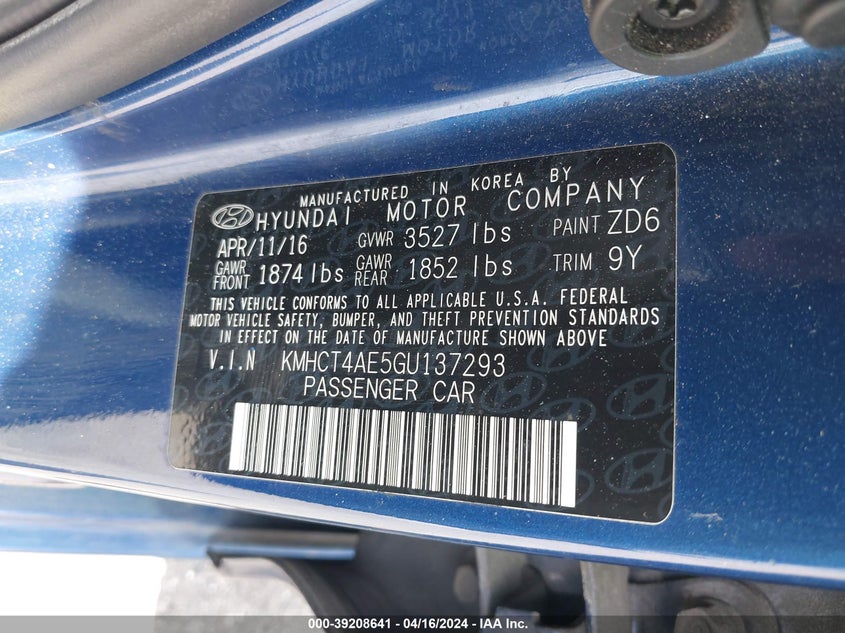 MANUFACTURED IN KOREA BY
HYUNDAI MOTOR COMPANY
APR/11/16 GVWR 3527 lbs PAINT ZD6
GAWR FRONT 1874 lbs GAWR REAR 1852 lbs TRIM 9Y
THIS VEHICLE CONFORMS TO ALL APPLICABLE U.S.A. FEDERAL
MOTOR VEHICLE SAFETY, BUMPER, AND THEFT PREVENTION STANDARDS
IN EFFECT ON THE DATE OF MANUFACTURE SHOWN ABOVE
V.I.N KMHCT4AE5GU137293
PASSENGER CAR
000-39208641 - 04/16/2024 - IAA Inc.